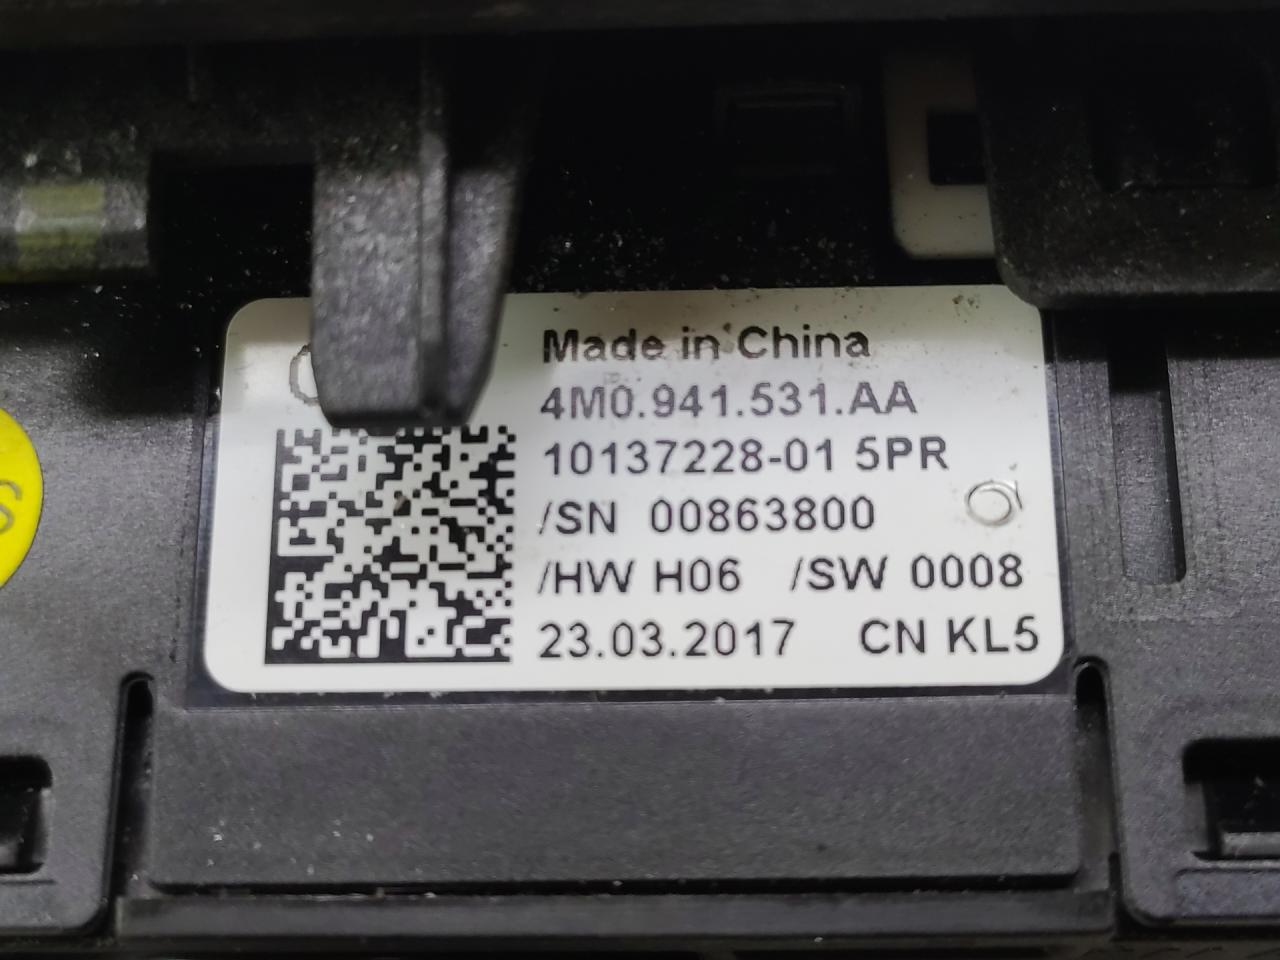 Made in China
4M0.941.531.AA
10137228-01 5PR
/SN 00863800
/HW H06 /SW 0008
23.03.2017 CN KL5